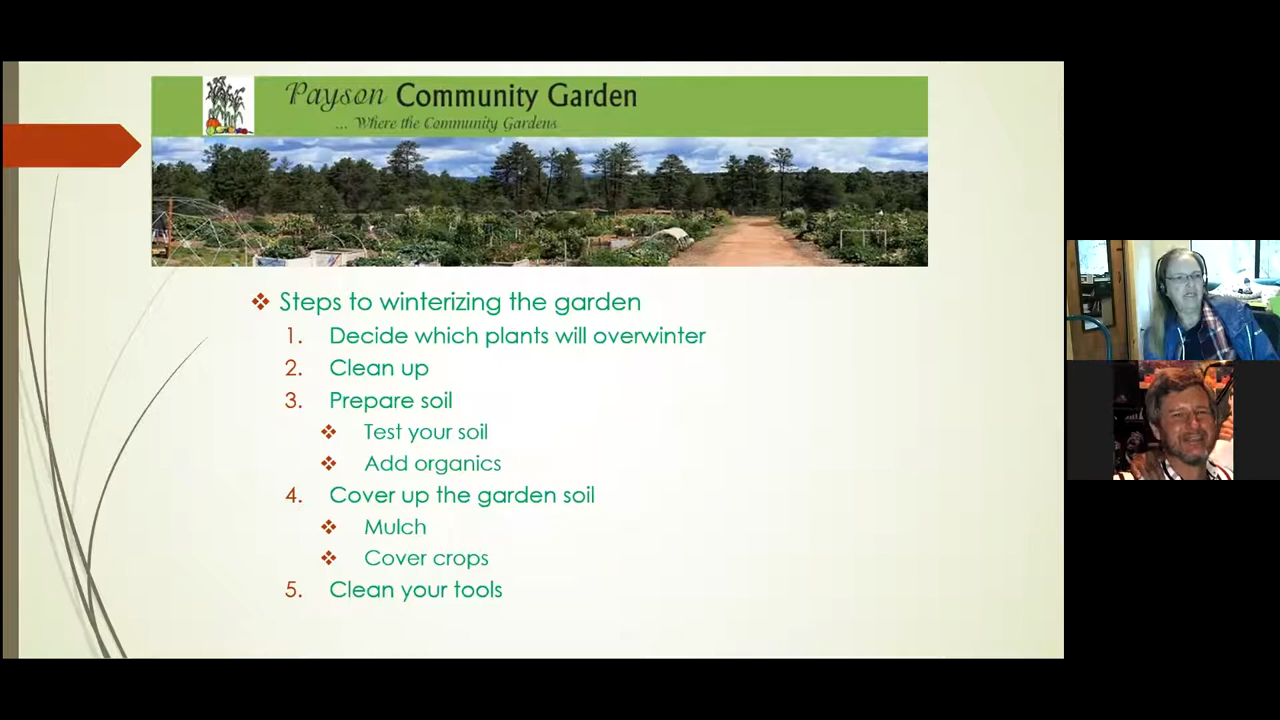 Payson Community Garden
... Where the Community Gardens
❖ Steps to winterizing the garden
1. Decide which plants will overwinter
2. Clean up
3. Prepare soil
❖ Test your soil
❖ Add organics
4. Cover up the garden soil
❖ Mulch
❖ Cover crops
5. Clean your tools